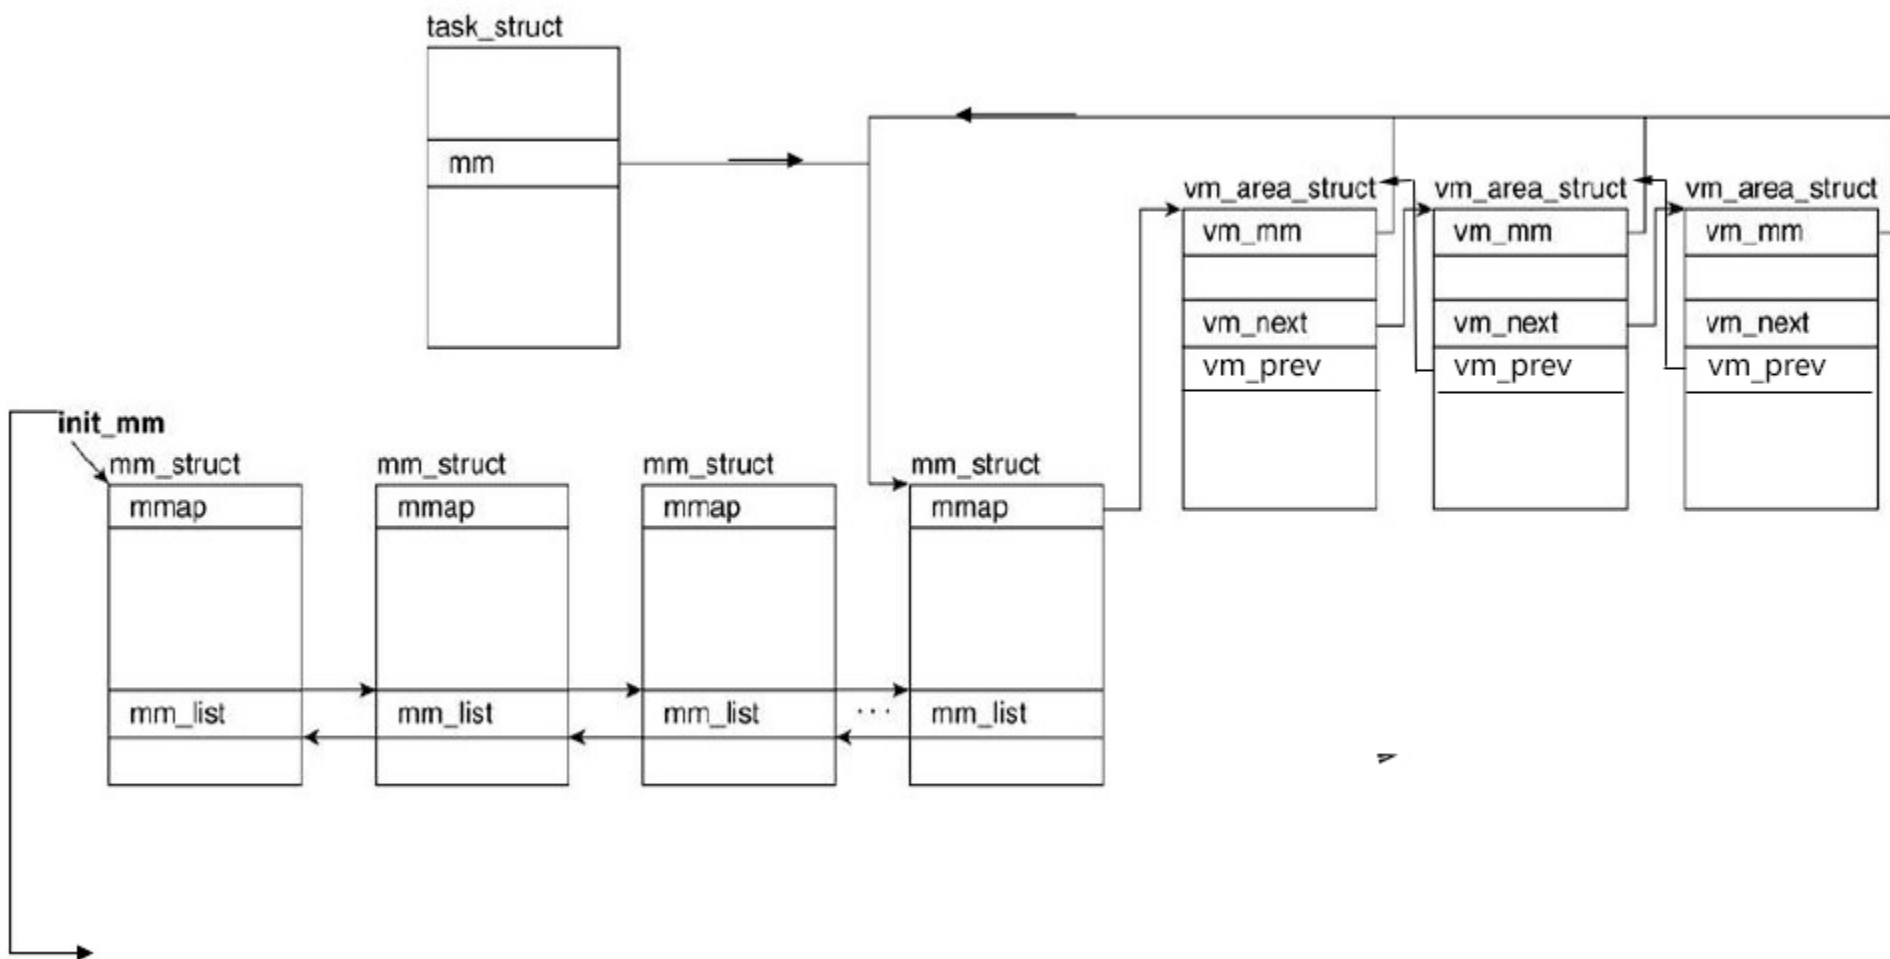 task_struct
mm
vm_area_struct
vm_mm
vm_next
vm_prev
vm_area_struct
vm_mm
vm_next
vm_prev
vm_area_struct
vm_mm
vm_next
vm_prev
init_mm
mm_struct
mmap
mm_list
mm_struct
mmap
mm_list
mm_struct
mmap
mm_list
...
mm_struct
mmap
mm_list